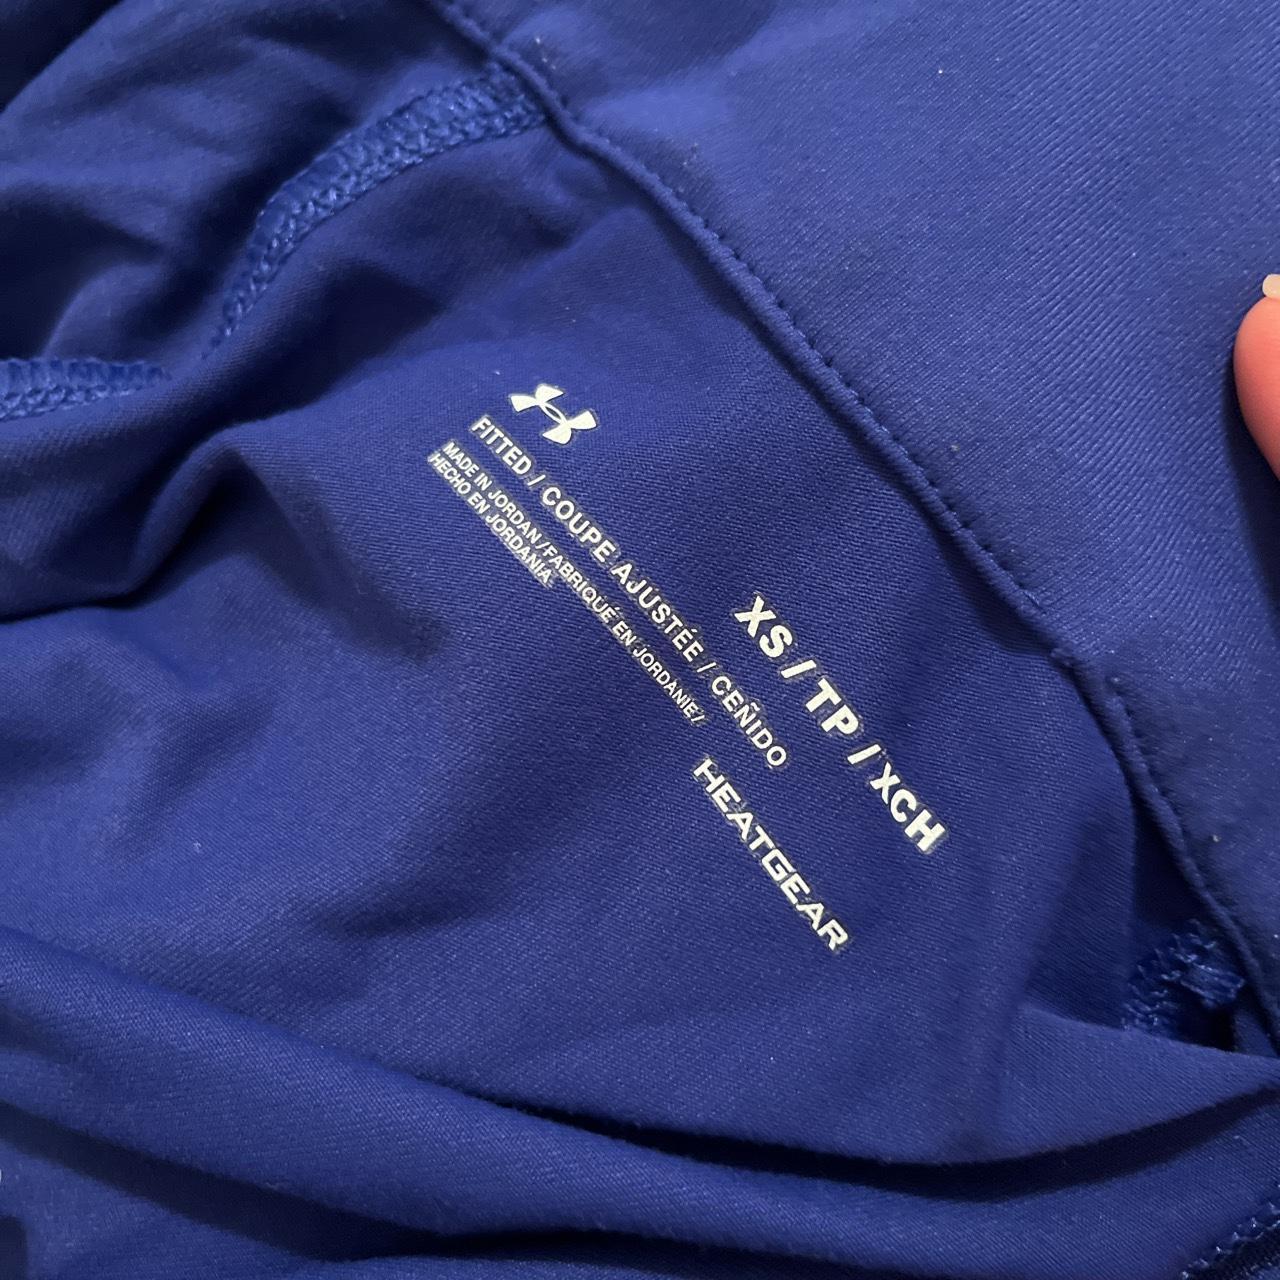 XS / TP / XCH
FITTED / COUPE AJUSTÉE / CEÑIDO
MADE IN JORDAN/FABRIQUÉ EN JORDANIE/
HECHO EN JORDANIA
HEATGEAR